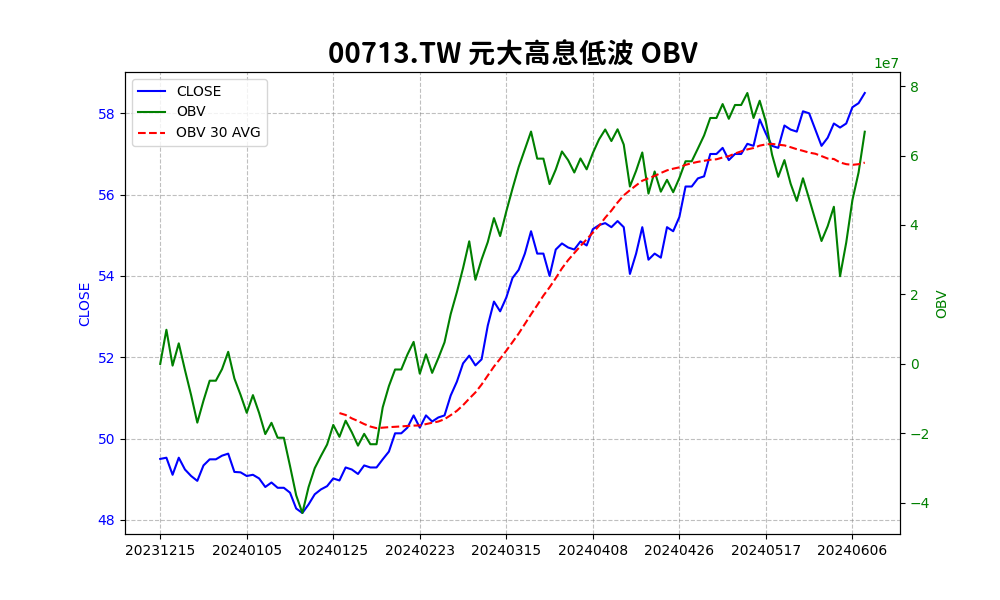 00713.TW 元大高息低波 OBV
1e7
CLOSE
OBV
OBV 30 AVG
58
56
54
52
50
48
CLOSE
8
6
4
2
0
−2
−4
OBV
20231215 20240105 20240125 20240223 20240315 20240408 20240426 20240517 20240606